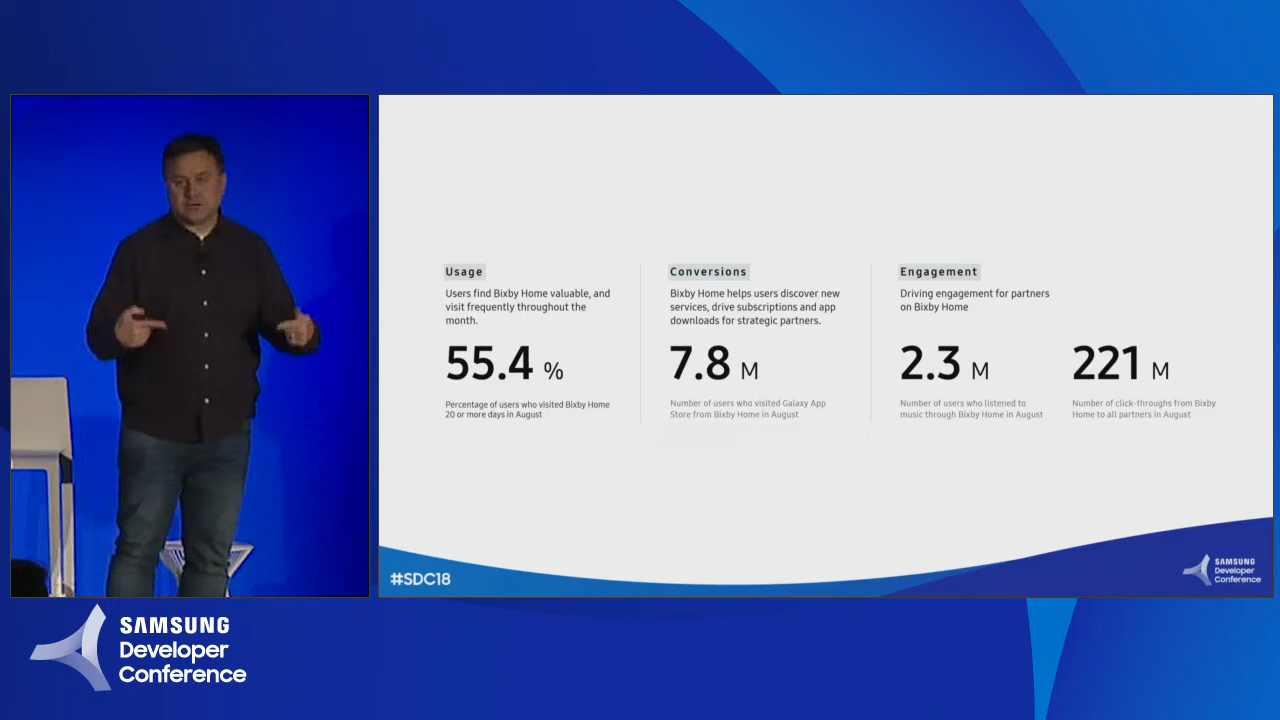 Usage
Users find Bixby Home valuable, and
visit frequently throughout the
month.
55.4 %
Percentage of users who visited Bixby Home
20 or more days in August
Conversions
Bixby Home helps users discover new
services, drive subscriptions and app
downloads for strategic partners.
7.8 M
Number of users who visited Galaxy App
Store from Bixby Home in August
Engagement
Driving engagement for partners
on Bixby Home
2.3 M
Number of users who listened to
music through Bixby Home in August
221 M
Number of click-throughs from Bixby
Home to all partners in August
#SDC18
SAMSUNG
Developer
Conference
SAMSUNG
Developer
Conference